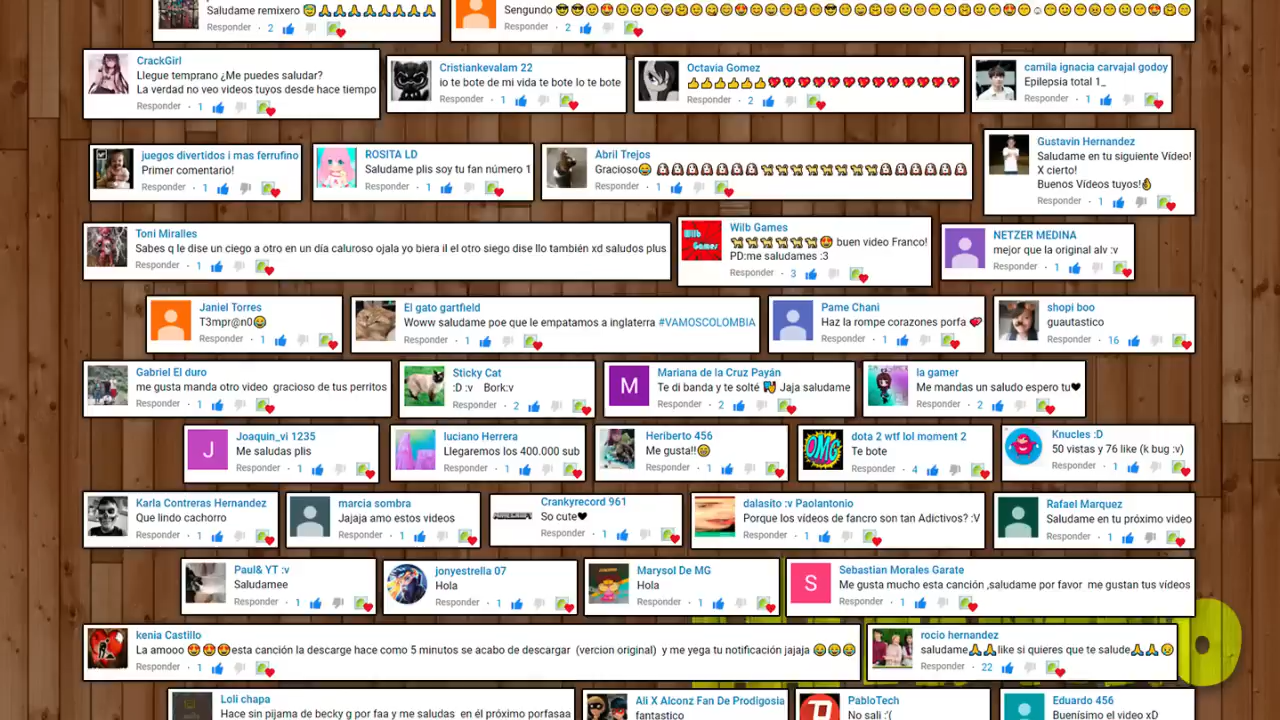 Saludame remixero 😇🙏🙏🙏🙏🙏🙏🙏🙏
Responder · 2
Sengundo
Responder · 2
CrackGirl
Llegue temprano ¿Me puedes saludar?
La verdad no veo videos tuyos desde hace tiempo
Responder · 1
Cristiankevalam 22
io te bote de mi vida te bote lo te bote
Responder · 1
Octavia Gomez
👍👍👍👍👍👍💖💖💖💖💖💖💖💖💖💖💖💖💖💖
Responder · 2
camila ignacia carvajal godoy
Epilepsia total 1_
Responder · 1
juegos divertidos i mas ferrufino
Primer comentario!
Responder · 1
ROSITA LD
Saludame plis soy tu fan número 1
Responder · 1
Abril Trejos
Gracioso😂
Responder · 1
Gustavin Hernandez
Saludame en tu siguiente Vídeo!
X cierto!
Buenos Vídeos tuyos!👌
Responder · 1
Toni Miralles
Sabes q le dise un ciego a otro en un día caluroso ojala yo biera il el otro siego dise llo también xd saludos plus
Responder · 1
Wilb Games
Wilb Games
🐕🐕🐕🐕🐕🐕😍 buen video Franco!
PD:me saludames :3
Responder · 3
NETZER MEDINA
mejor que la original alv :v
Responder · 1
Janiel Torres
T3mpr@n0😂
Responder · 1
El gato gartfield
Woww saludame poe que le empatamos a inglaterra #VAMOSCOLOMBIA
Responder · 1
Pame Chani
Haz la rompe corazones porfa 💖
Responder · 1
shopi boo
guautastico
Responder · 16
Gabriel El duro
me gusta manda otro video  gracioso de tus perritos
Responder · 1
Sticky Cat
:D :v   Bork:v
Responder · 2
M
Mariana de la Cruz Payán
Te di banda y te solté Jaja saludame
Responder · 2
la gamer
Me mandas un saludo espero tu♥
Responder · 2
J
Joaquin_vi 1235
Me saludas plis
Responder · 1
luciano Herrera
Llegaremos los 400.000 sub
Responder · 1
Heriberto 456
Me gusta!!
Responder · 1
OMG
dota 2 wtf lol moment 2
Te bote
Responder · 4
Knucles :D
50 vistas y 76 like (k bug :v)
Responder · 1
Karla Contreras Hernandez
Que lindo cachorro
Responder · 1
marcia sombra
Jajaja amo estos videos
Responder · 1
MINECRAFT
Crankyrecord 961
So cute♥
Responder · 1
dalasito :v Paolantonio
Porque los vídeos de fancro son tan Adictivos? :V
Responder · 1
Rafael Marquez
Saludame en tu próximo video
Responder · 1
Paul& YT :v
Saludamee
Responder · 1
jonyestrella 07
Hola
Responder · 1
Marysol De MG
Hola
Responder · 1
S
Sebastian Morales Garate
Me gusta mucho esta canción ,saludame por favor  me gustan tus vídeos
Responder · 1
kenia Castillo
La amooo 😍😍😍esta canción la descarge hace como 5 minutos se acabo de descargar  (vercion original)  y me yega tu notificación jajaja 😂😂😂
Responder · 1
rocio hernandez
saludame🙏🙏like si quieres que te salude🙏🙏
Responder · 22
Loli chapa
Hace sin pijama de becky g por faa y me saludas  en él próximo porfasaa
Ali X Alconz Fan De Prodigiosa
fantastico
PabloTech
No sali :'(
Eduardo 456
Buenísimo el video xD